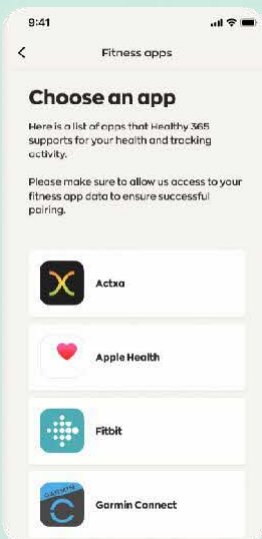 9:41
Fitness apps
Choose an app
Here is a list of apps that Healthy 365
supports for your health and tracking
activity.
Please make sure to allow us access to your
fitness app data to ensure successful
pairing.
Actxa
Apple Health
Fitbit
GARMIN
Garmin Connect